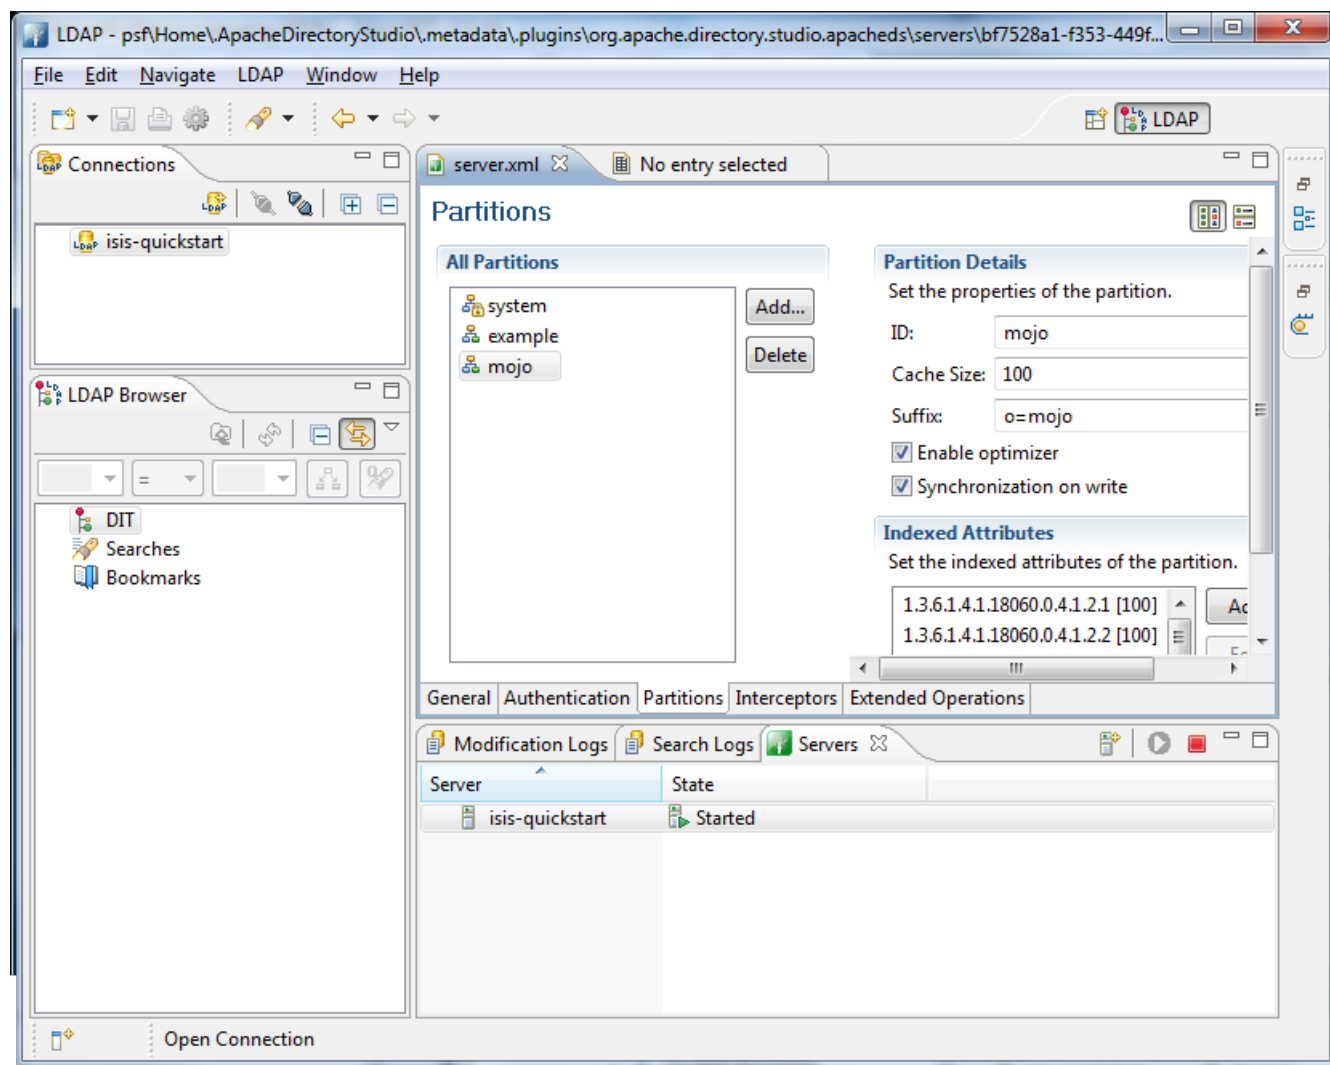 LDAP - psf\Home\.ApacheDirectoryStudio\.metadata\.plugins\org.apache.directory.studio.apacheds\servers\bf7528a1-f353-449f...
File Edit Navigate LDAP Window Help
LDAP
Connections
isis-quickstart
LDAP Browser
=
DIT
Searches
Bookmarks
server.xml
No entry selected
Partitions
All Partitions
system
example
mojo
Add...
Delete
Partition Details
Set the properties of the partition.
ID: mojo
Cache Size: 100
Suffix: o=mojo
Enable optimizer
Synchronization on write
Indexed Attributes
Set the indexed attributes of the partition.
1.3.6.1.4.1.18060.0.4.1.2.1 [100]
1.3.6.1.4.1.18060.0.4.1.2.2 [100]
General Authentication Partitions Interceptors Extended Operations
Modification Logs Search Logs Servers
Server State
isis-quickstart Started
Open Connection